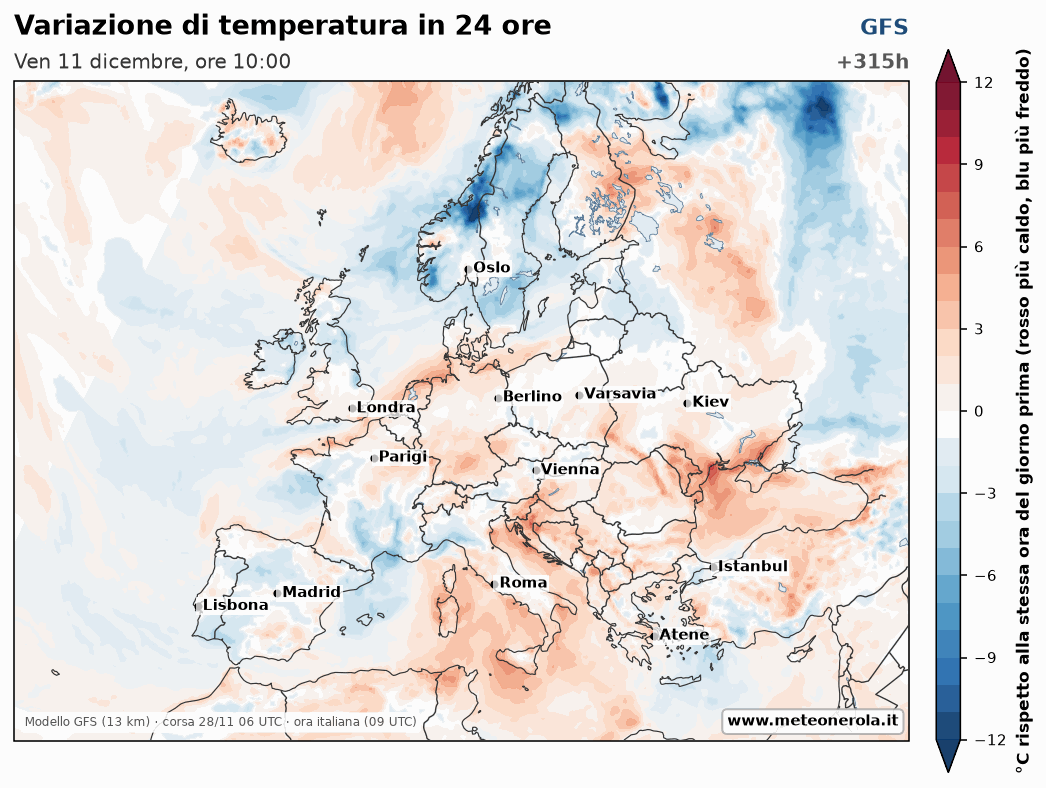 Variazione di temperatura in 24 ore
GFS
Ven 11 dicembre, ore 10:00
+315h
Oslo
Londra
Berlino
Varsavia
Kiev
Parigi
Vienna
Istanbul
Roma
Madrid
Lisbona
Atene
Modello GFS (13 km) · corsa 28/11 06 UTC · ora italiana (09 UTC)
www.meteonerola.it
12
9
6
3
0
−3
−6
−9
−12
°C rispetto alla stessa ora del giorno prima (rosso più caldo, blu più freddo)